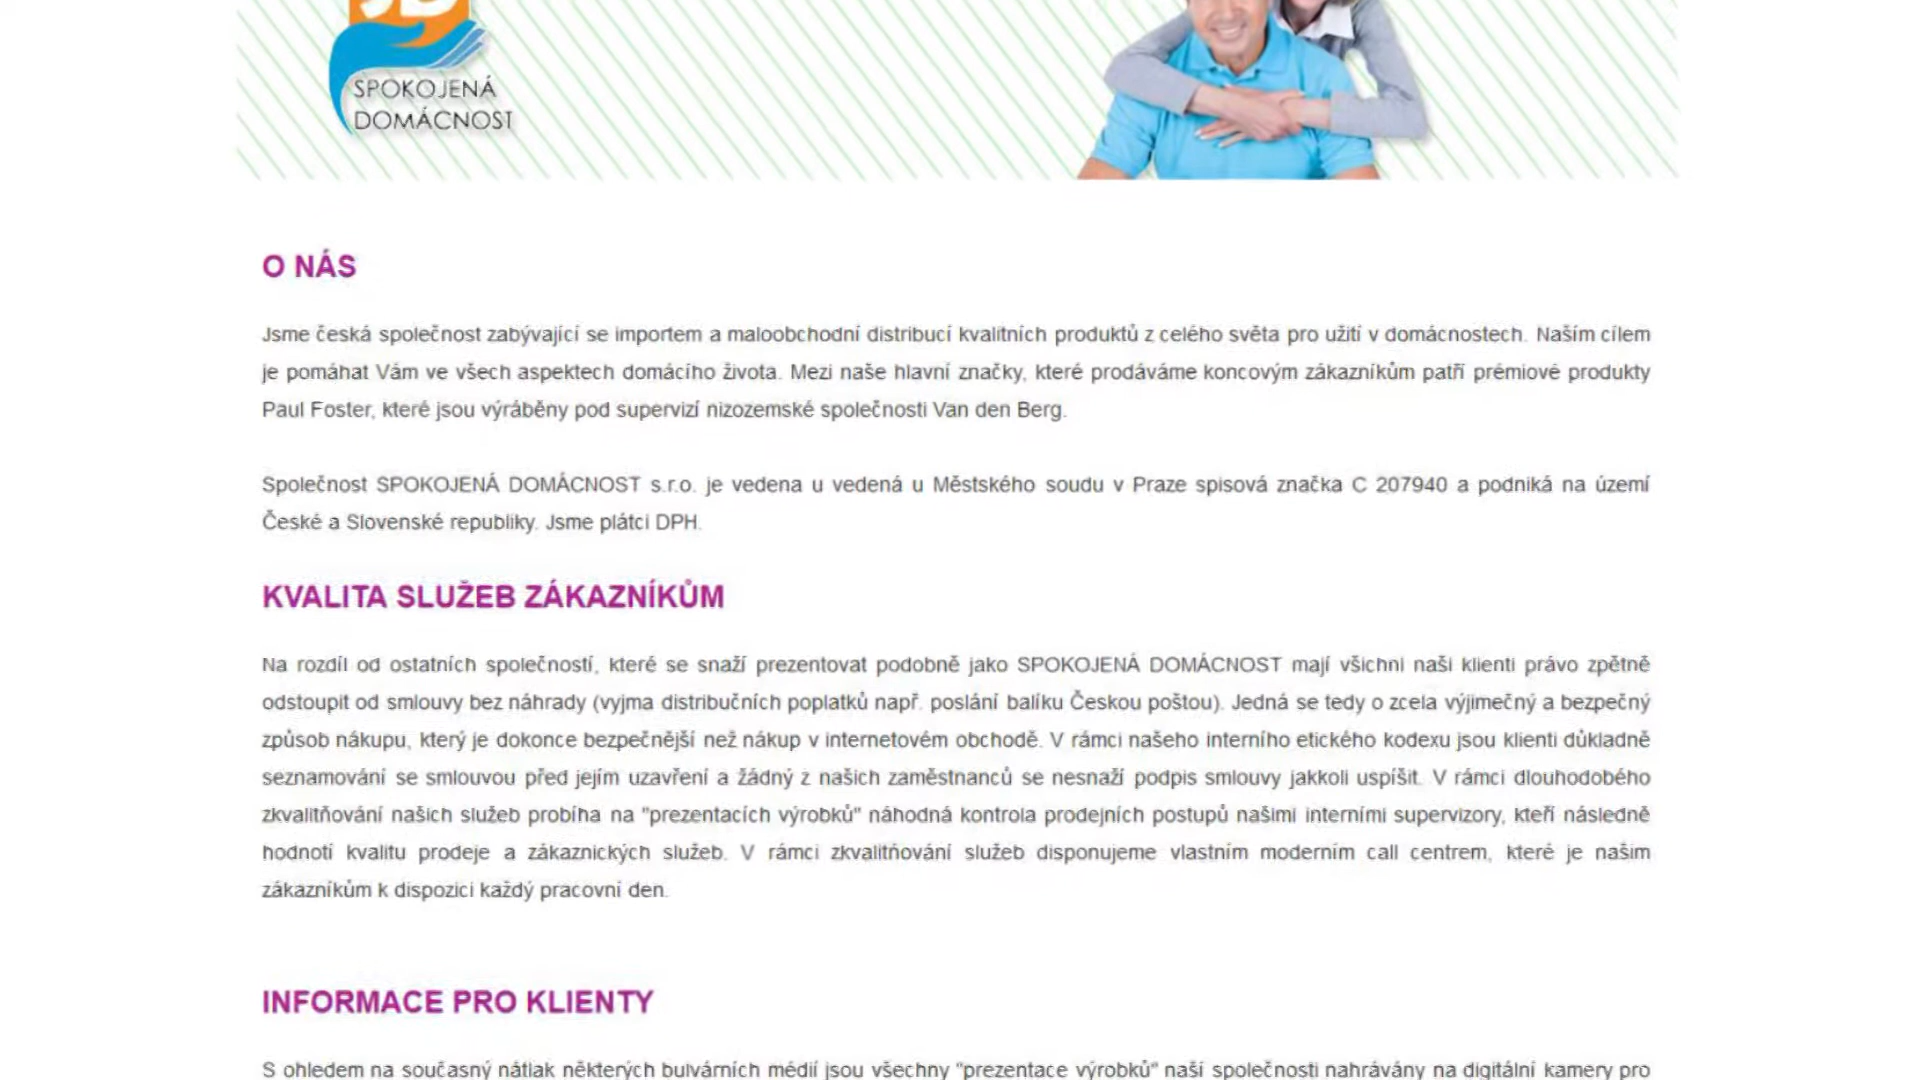 SPOKOJENÁ
DOMÁCNOST
O NÁS
Jsme česká společnost zabývající se importem a maloobchodní distribucí kvalitních produktů z celého světa pro užití v domácnostech. Naším cílem
je pomáhat Vám ve všech aspektech domácího života. Mezi naše hlavní značky, které prodáváme koncovým zákazníkům patří prémiové produkty
Paul Foster, které jsou výráběny pod supervizí nizozemské společnosti Van den Berg.
Společnost SPOKOJENÁ DOMÁCNOST s.r.o. je vedena u vedená u Městského soudu v Praze spisová značka C 207940 a podniká na území
České a Slovenské republiky. Jsme plátci DPH.
KVALITA SLUŽEB ZÁKAZNÍKŮM
Na rozdíl od ostatních společností, které se snaží prezentovat podobně jako SPOKOJENÁ DOMÁCNOST mají všichni naši klienti právo zpětně
odstoupit od smlouvy bez náhrady (vyjma distribučních poplatků např. poslání balíku Českou poštou). Jedná se tedy o zcela výjimečný a bezpečný
způsob nákupu, který je dokonce bezpečnější než nákup v internetovém obchodě. V rámci našeho interního etického kodexu jsou klienti důkladně
seznamování se smlouvou před jejím uzavření a žádný z našich zaměstnanců se nesnaží podpis smlouvy jakkoli uspíšit. V rámci dlouhodobého
zkvalitňování našich služeb probíha na "prezentacích výrobků" náhodná kontrola prodejních postupů našimi interními supervizory, kteří následně
hodnotí kvalitu prodeje a zákaznických služeb. V rámci zkvalitňování služeb disponujeme vlastním moderním call centrem, které je našim
zákazníkům k dispozici každý pracovní den.
INFORMACE PRO KLIENTY
S ohledem na současný nátlak některých bulvárních médií jsou všechny "prezentace výrobků" naší společnosti nahrávány na digitální kamery pro